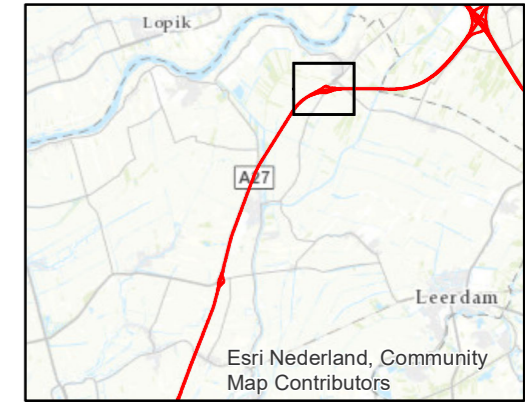 Lopik
A27
Leerdam
Esri Nederland, Community
Map Contributors